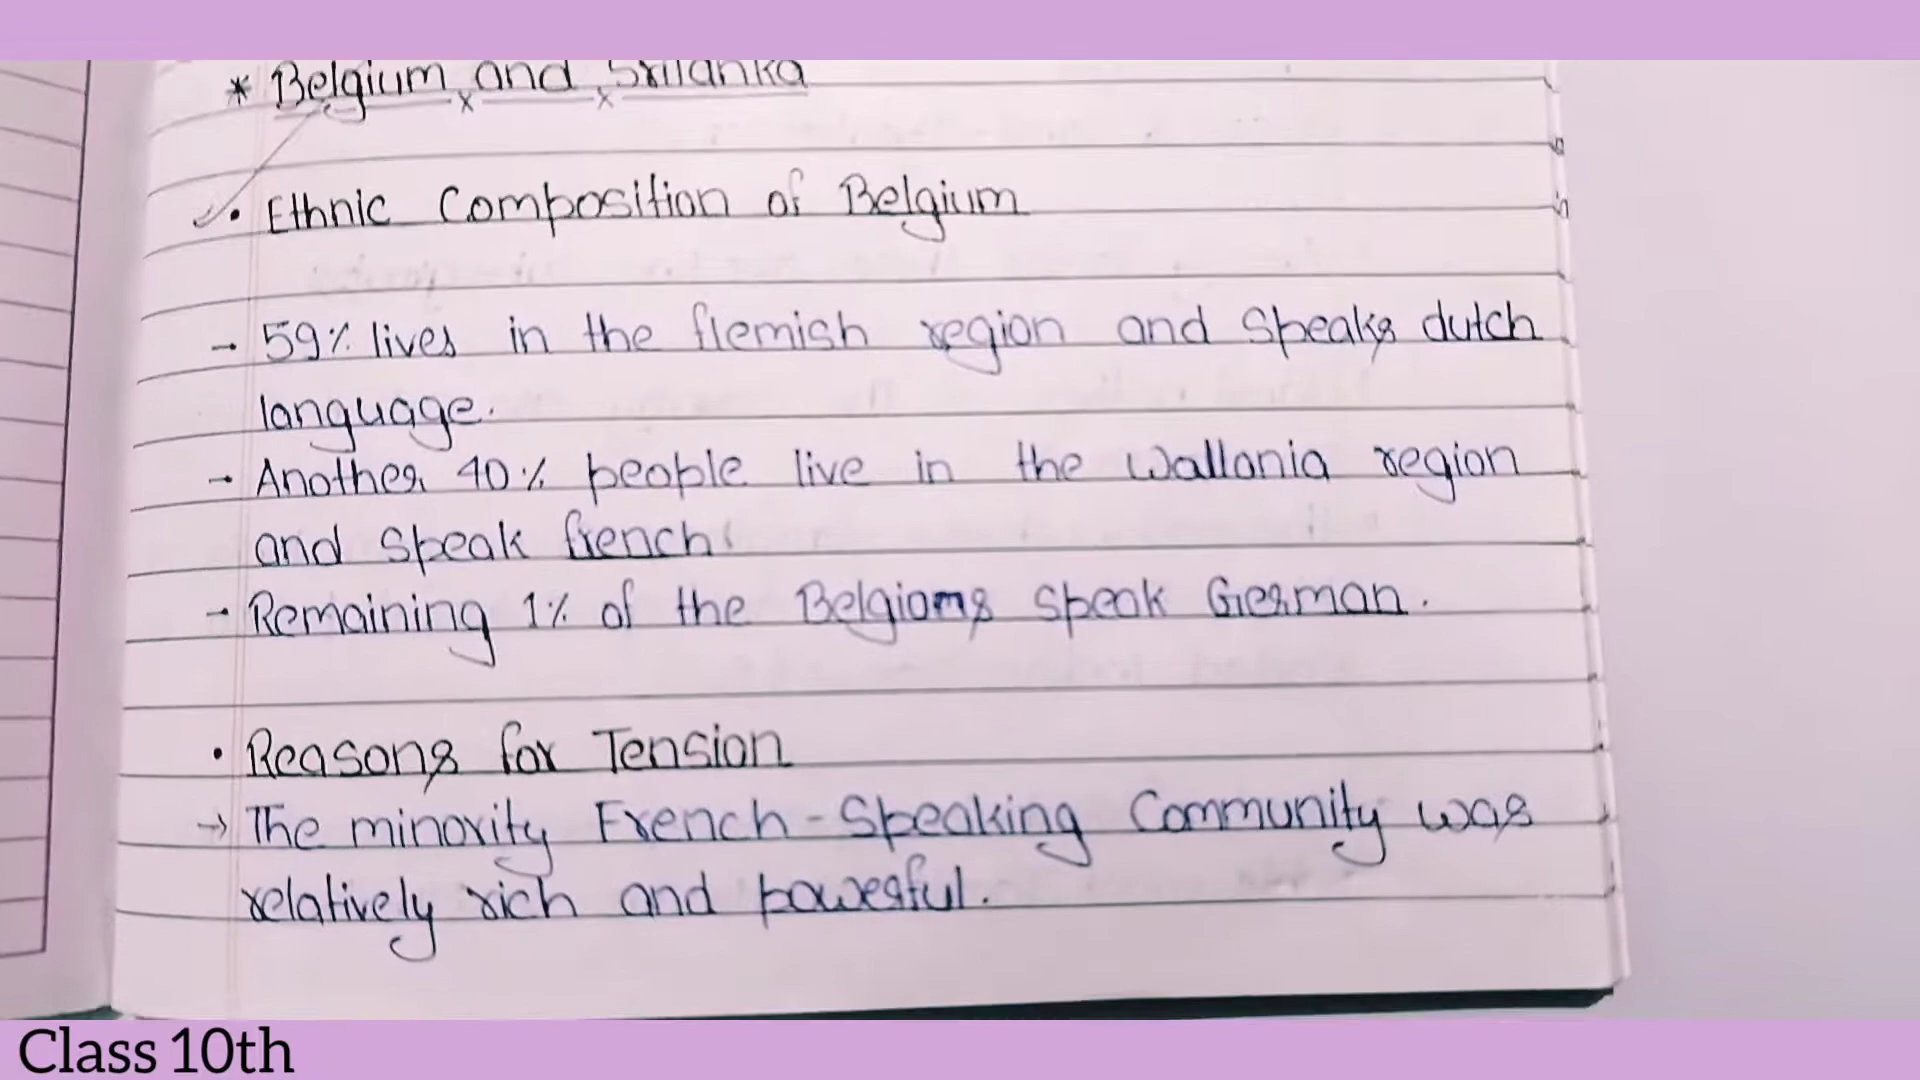 * Belgium and Srilanka
• Ethnic Composition of Belgium
- 59% lives in the flemish region and speaks dutch
language.
- Another 40% people live in the Wallonia region
and speak french
- Remaining 1% of the Belgians speak German.
• Reasons for Tension
→ The minority French-Speaking Community was
relatively rich and powerful.
Class 10th